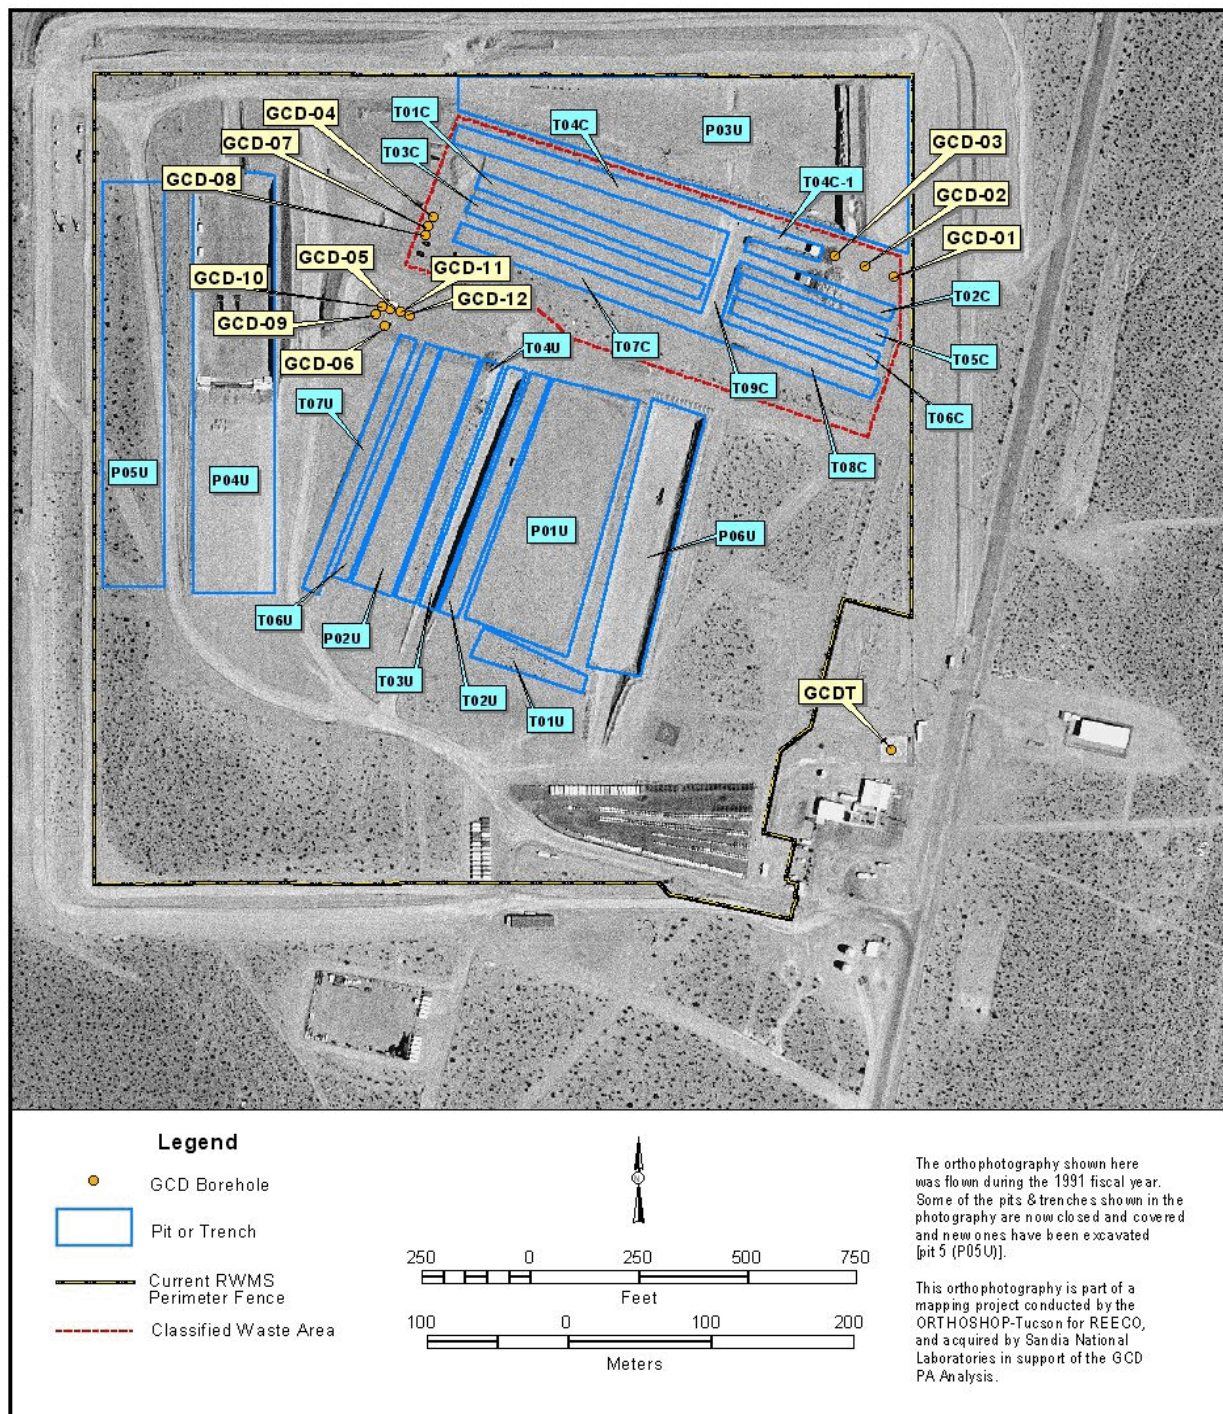 GCD-04
T01C
T04C
P03U
GCD-03
GCD-07
T03C
T04C-1
GCD-02
GCD-08
GCD-01
GCD-05
GCD-11
GCD-10
GCD-12
T02C
GCD-09
T04U
T05C
GCD-06
T07C
T09C
T06C
T07U
T08C
P05U
P04U
P01U
P06U
T06U
P02U
T03U
T02U
T01U
GCDT
Legend
GCD Borehole
Pit or Trench
Current RWMS
Perimeter Fence
Classified Waste Area
N
250 0 250 500 750
Feet
100 0 100 200
Meters
The orthophotography shown here
was flown during the 1991 fiscal year.
Some of the pits & trenches shown in the
photography are now closed and covered
and new ones have been excavated
[pit 5 (P05U)].
This orthophotography is part of a
mapping project conducted by the
ORTHOSHOP-Tucson for REECO,
and acquired by Sandia National
Laboratories in support of the GCD
PA Analysis.